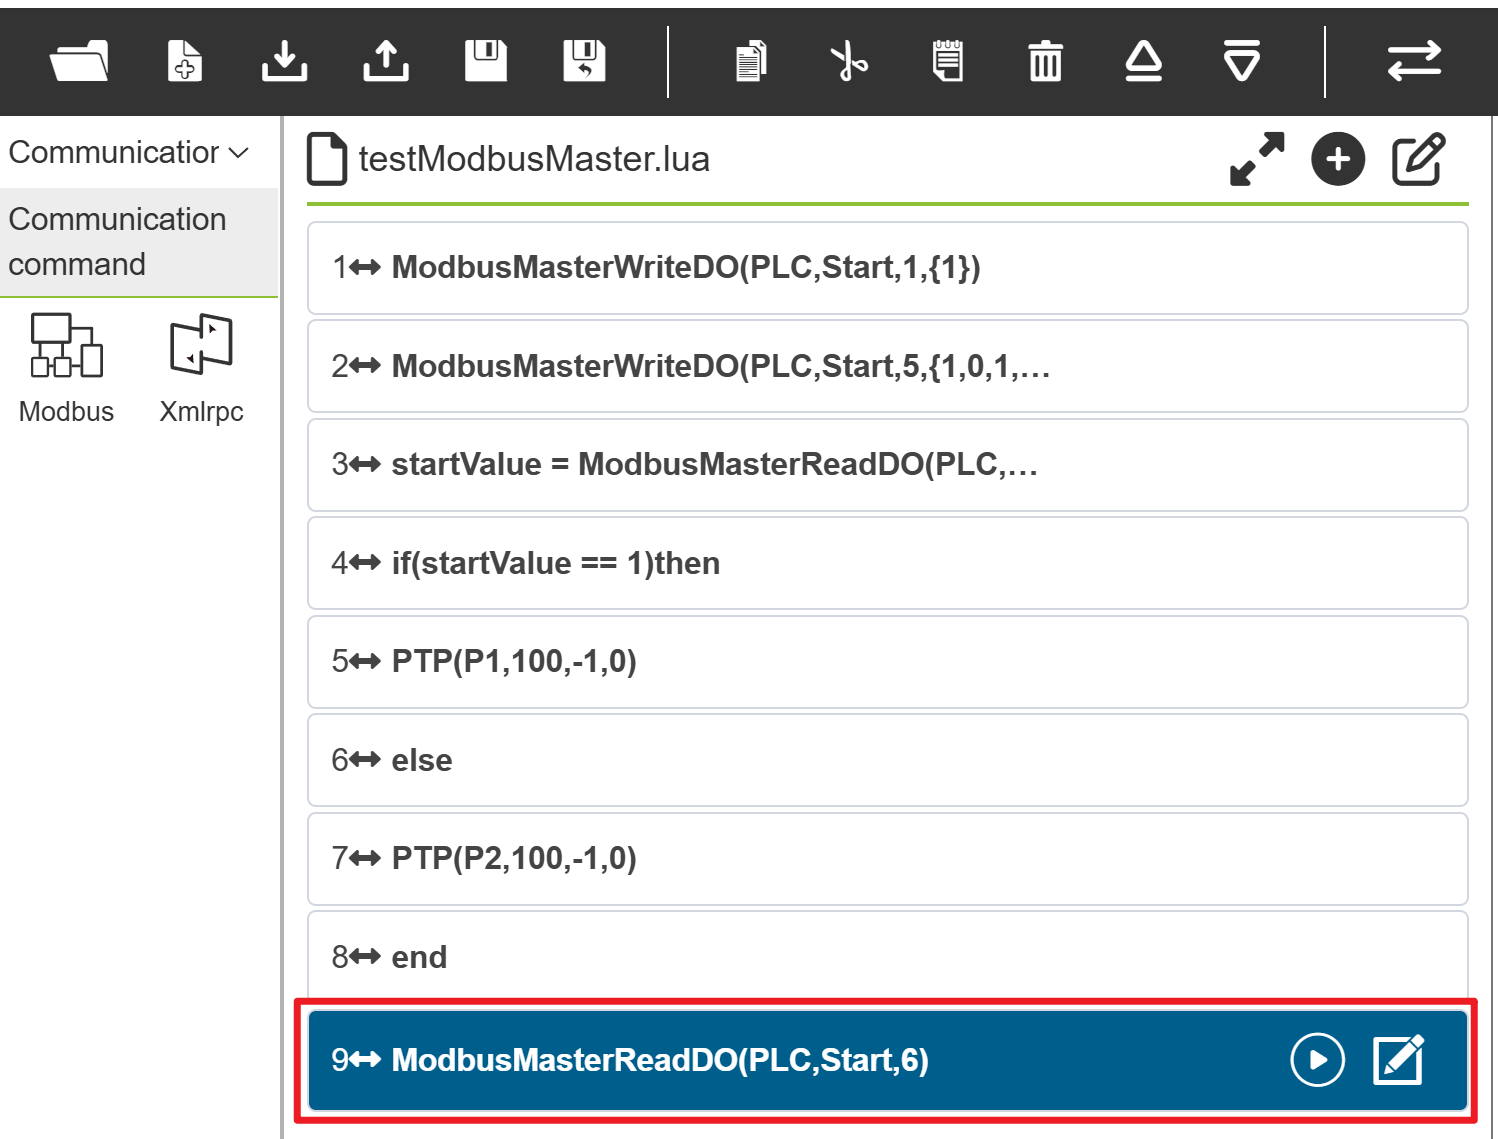 Communication
testModbusMaster.lua
Communication
command
Modbus
Xmlrpc
1 ModbusMasterWriteDO(PLC,Start,1,{1})
2 ModbusMasterWriteDO(PLC,Start,5,{1,0,1,...
3 startValue = ModbusMasterReadDO(PLC,...
4 if(startValue == 1)then
5 PTP(P1,100,-1,0)
6 else
7 PTP(P2,100,-1,0)
8 end
9 ModbusMasterReadDO(PLC,Start,6)